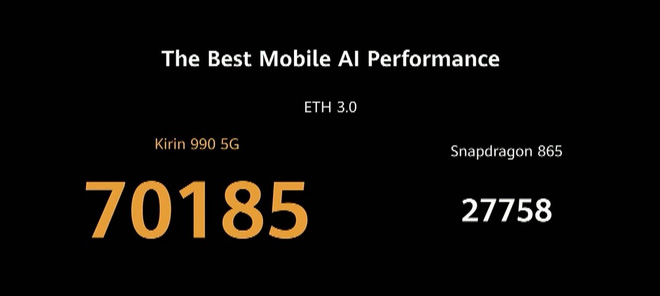 The Best Mobile AI Performance
ETH 3.0
Kirin 990 5G
Snapdragon 865
70185
27758